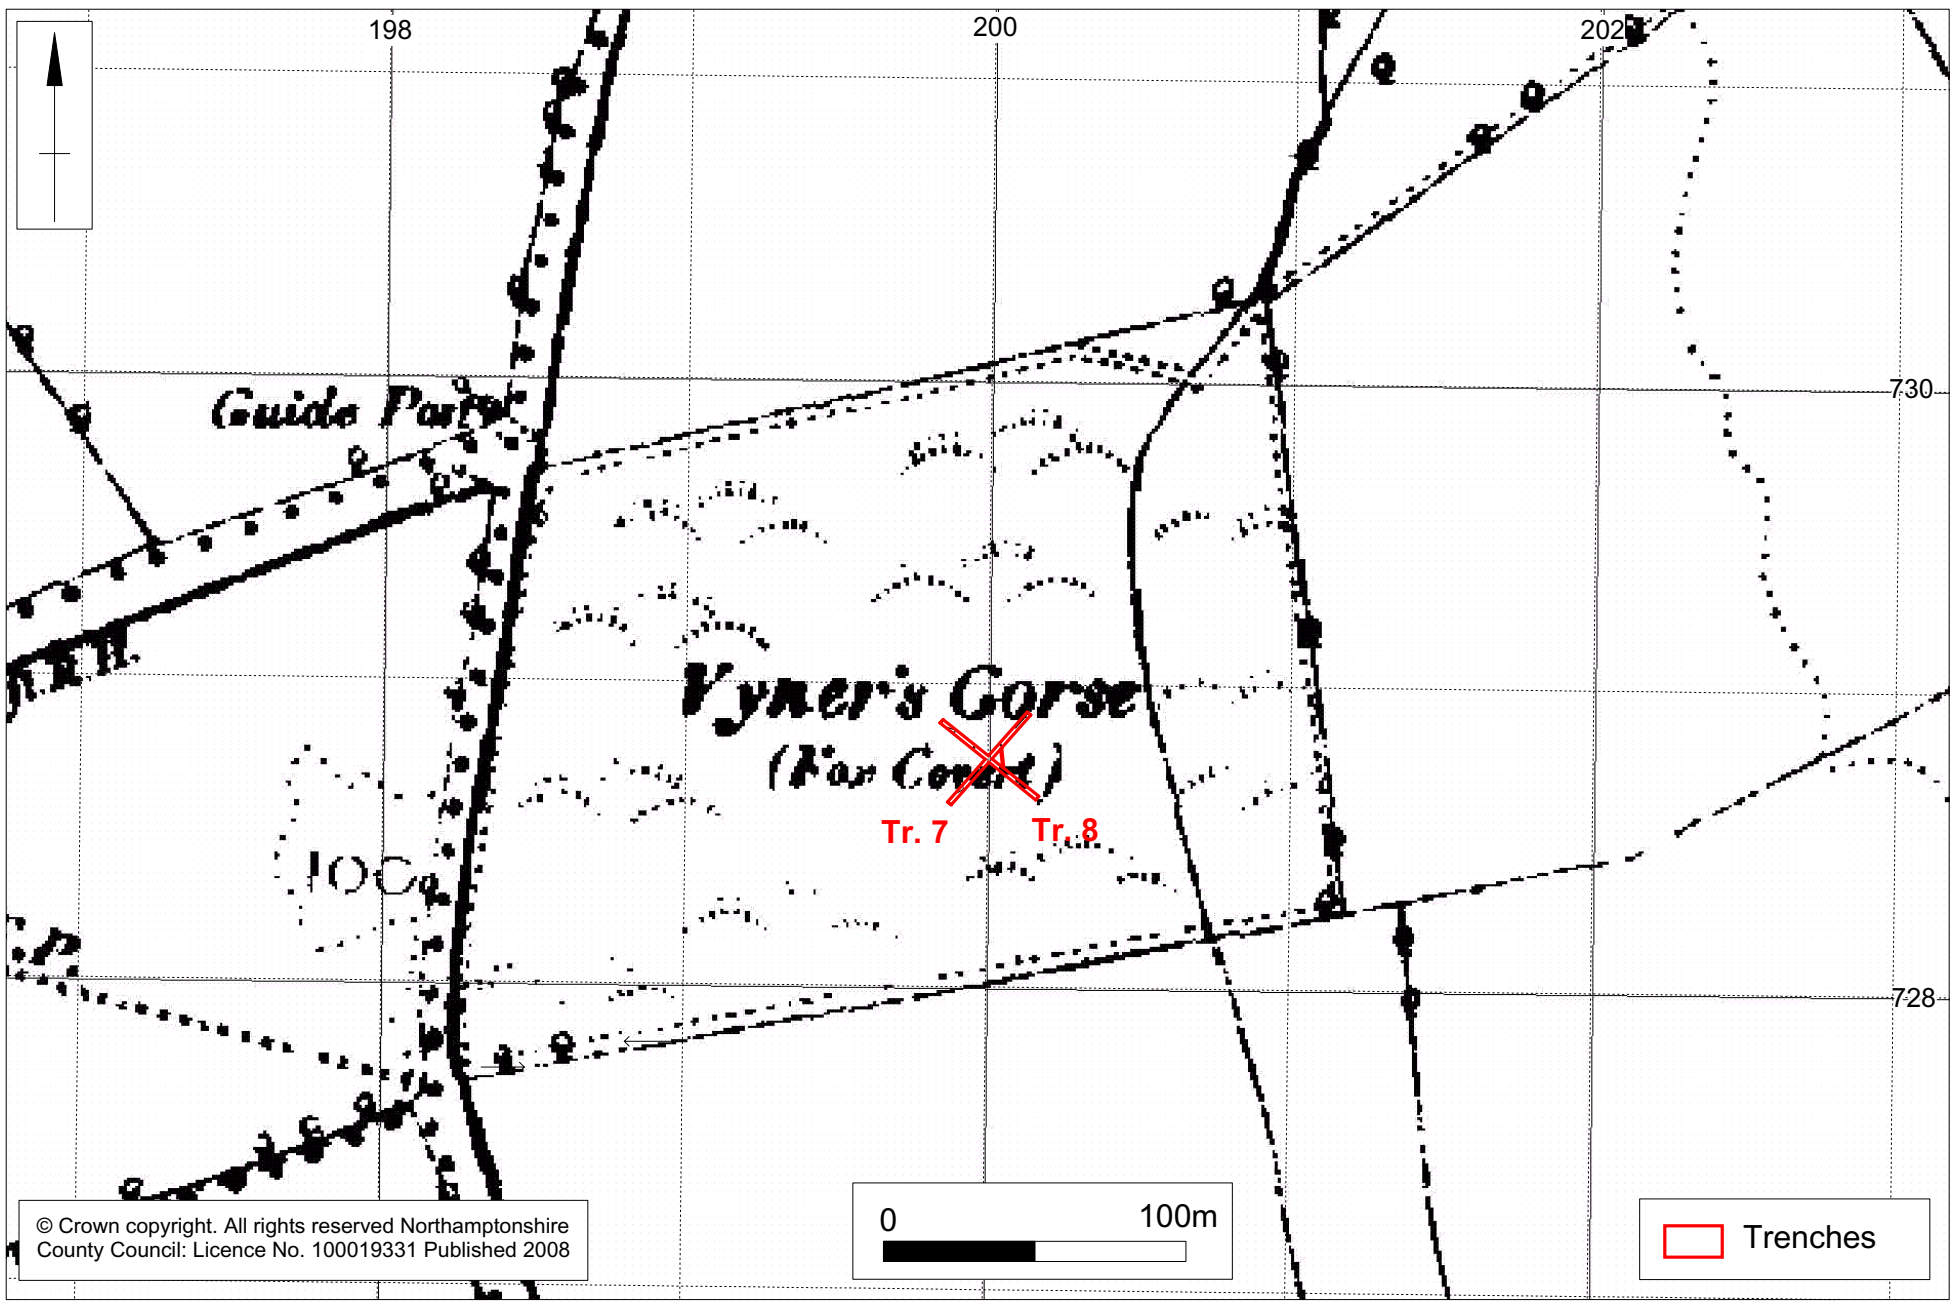 198
200
202
Guide Post
730
Vyner's Gorse
(Fox Covert)
Tr. 7
Tr. 8
728
© Crown copyright. All rights reserved Northamptonshire
County Council: Licence No. 100019331 Published 2008
0
100m
Trenches